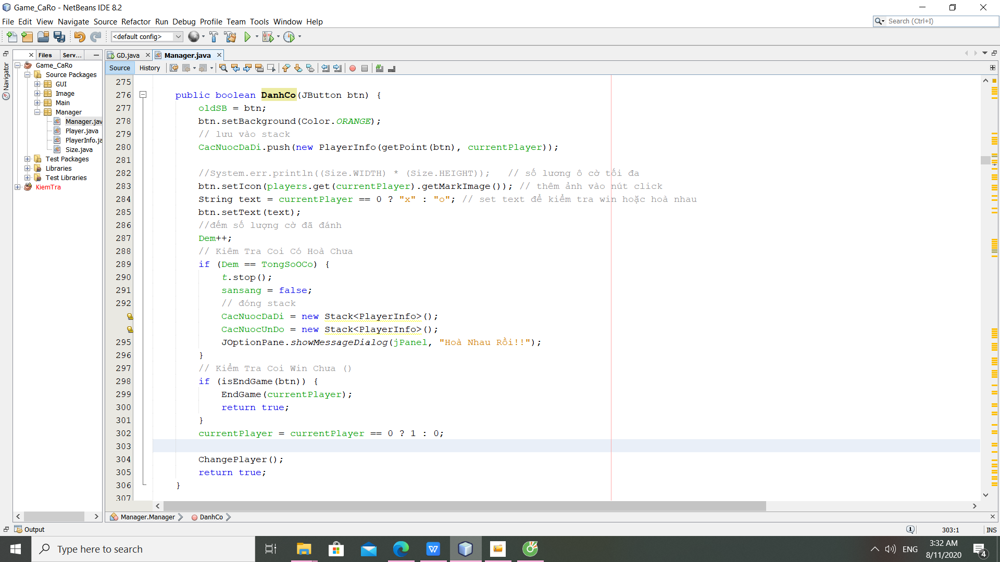 Game_CaRo - NetBeans IDE 8.2
File Edit View Navigate Source Refactor Run Debug Profile Team Tools Window Help
Search (Ctrl+I)
<default config>
Files Serv...
GD.java Manager.java
Navigator
Source History
Game_CaRo
Source Packages
GUI
Image
Main
Manager
Manager.jav
Player.java
PlayerInfo.ja
Size.java
Test Packages
Libraries
Test Libraries
KiemTra
275
276 public boolean DanhCo(JButton btn) {
277 oldSB = btn;
278 btn.setBackground(Color.ORANGE);
279 // lưu vào stack
280 CacNuocDaDi.push(new PlayerInfo(getPoint(btn), currentPlayer));
281
282 //System.err.println((Size.WIDTH) * (Size.HEIGHT)); // số lương ô cờ tối đa
283 btn.setIcon(players.get(currentPlayer).getMarkImage()); // thêm ảnh vào nút click
284 String text = currentPlayer == 0 ? "x" : "o"; // set text để kiểm tra win hoặc hoà nhau
285 btn.setText(text);
286 //đếm số lượng cờ đã đánh
287 Dem++;
288 // Kiêm Tra Coi Có Hoà Chưa
289 if (Dem == TongSoOCo) {
290 t.stop();
291 sansang = false;
292 // đóng stack
CacNuocDaDi = new Stack<PlayerInfo>();
CacNuocUnDo = new Stack<PlayerInfo>();
295 JOptionPane.showMessageDialog(jPanel, "Hoà Nhau Rồi!!");
296 }
297 // Kiểm Tra Coi Win Chưa ()
298 if (isEndGame(btn)) {
299 EndGame(currentPlayer);
300 return true;
301 }
302 currentPlayer = currentPlayer == 0 ? 1 : 0;
303
304 ChangePlayer();
305 return true;
306 }
307
Manager.Manager DanhCo
Output
303:1 INS
Type here to search
ENG
3:32 AM
8/11/2020
4